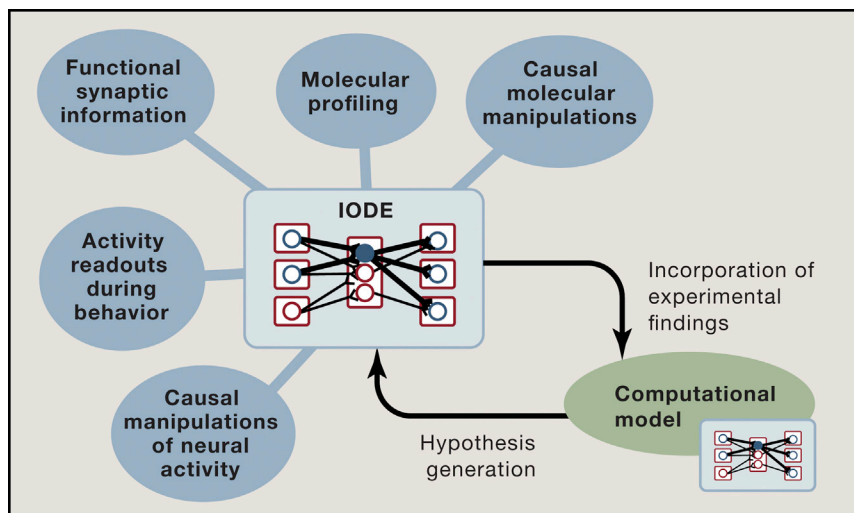 Functional
synaptic
information
Molecular
profiling
Causal
molecular
manipulations
IODE
Activity
readouts
during
behavior
Causal
manipulations
of neural
activity
Incorporation of
experimental
findings
Computational
model
Hypothesis
generation